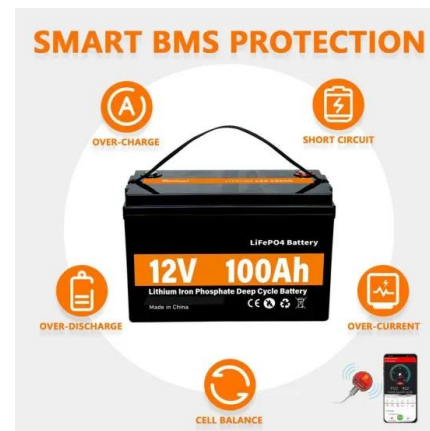 SMART BMS PROTECTION
OVER-CHARGE
SHORT CIRCUIT
LiFePO4 Battery
12V 100Ah
Lithium Iron Phosphate Deep Cycle Battery
Made in China
OVER-DISCHARGE
OVER-CURRENT
CELL BALANCE